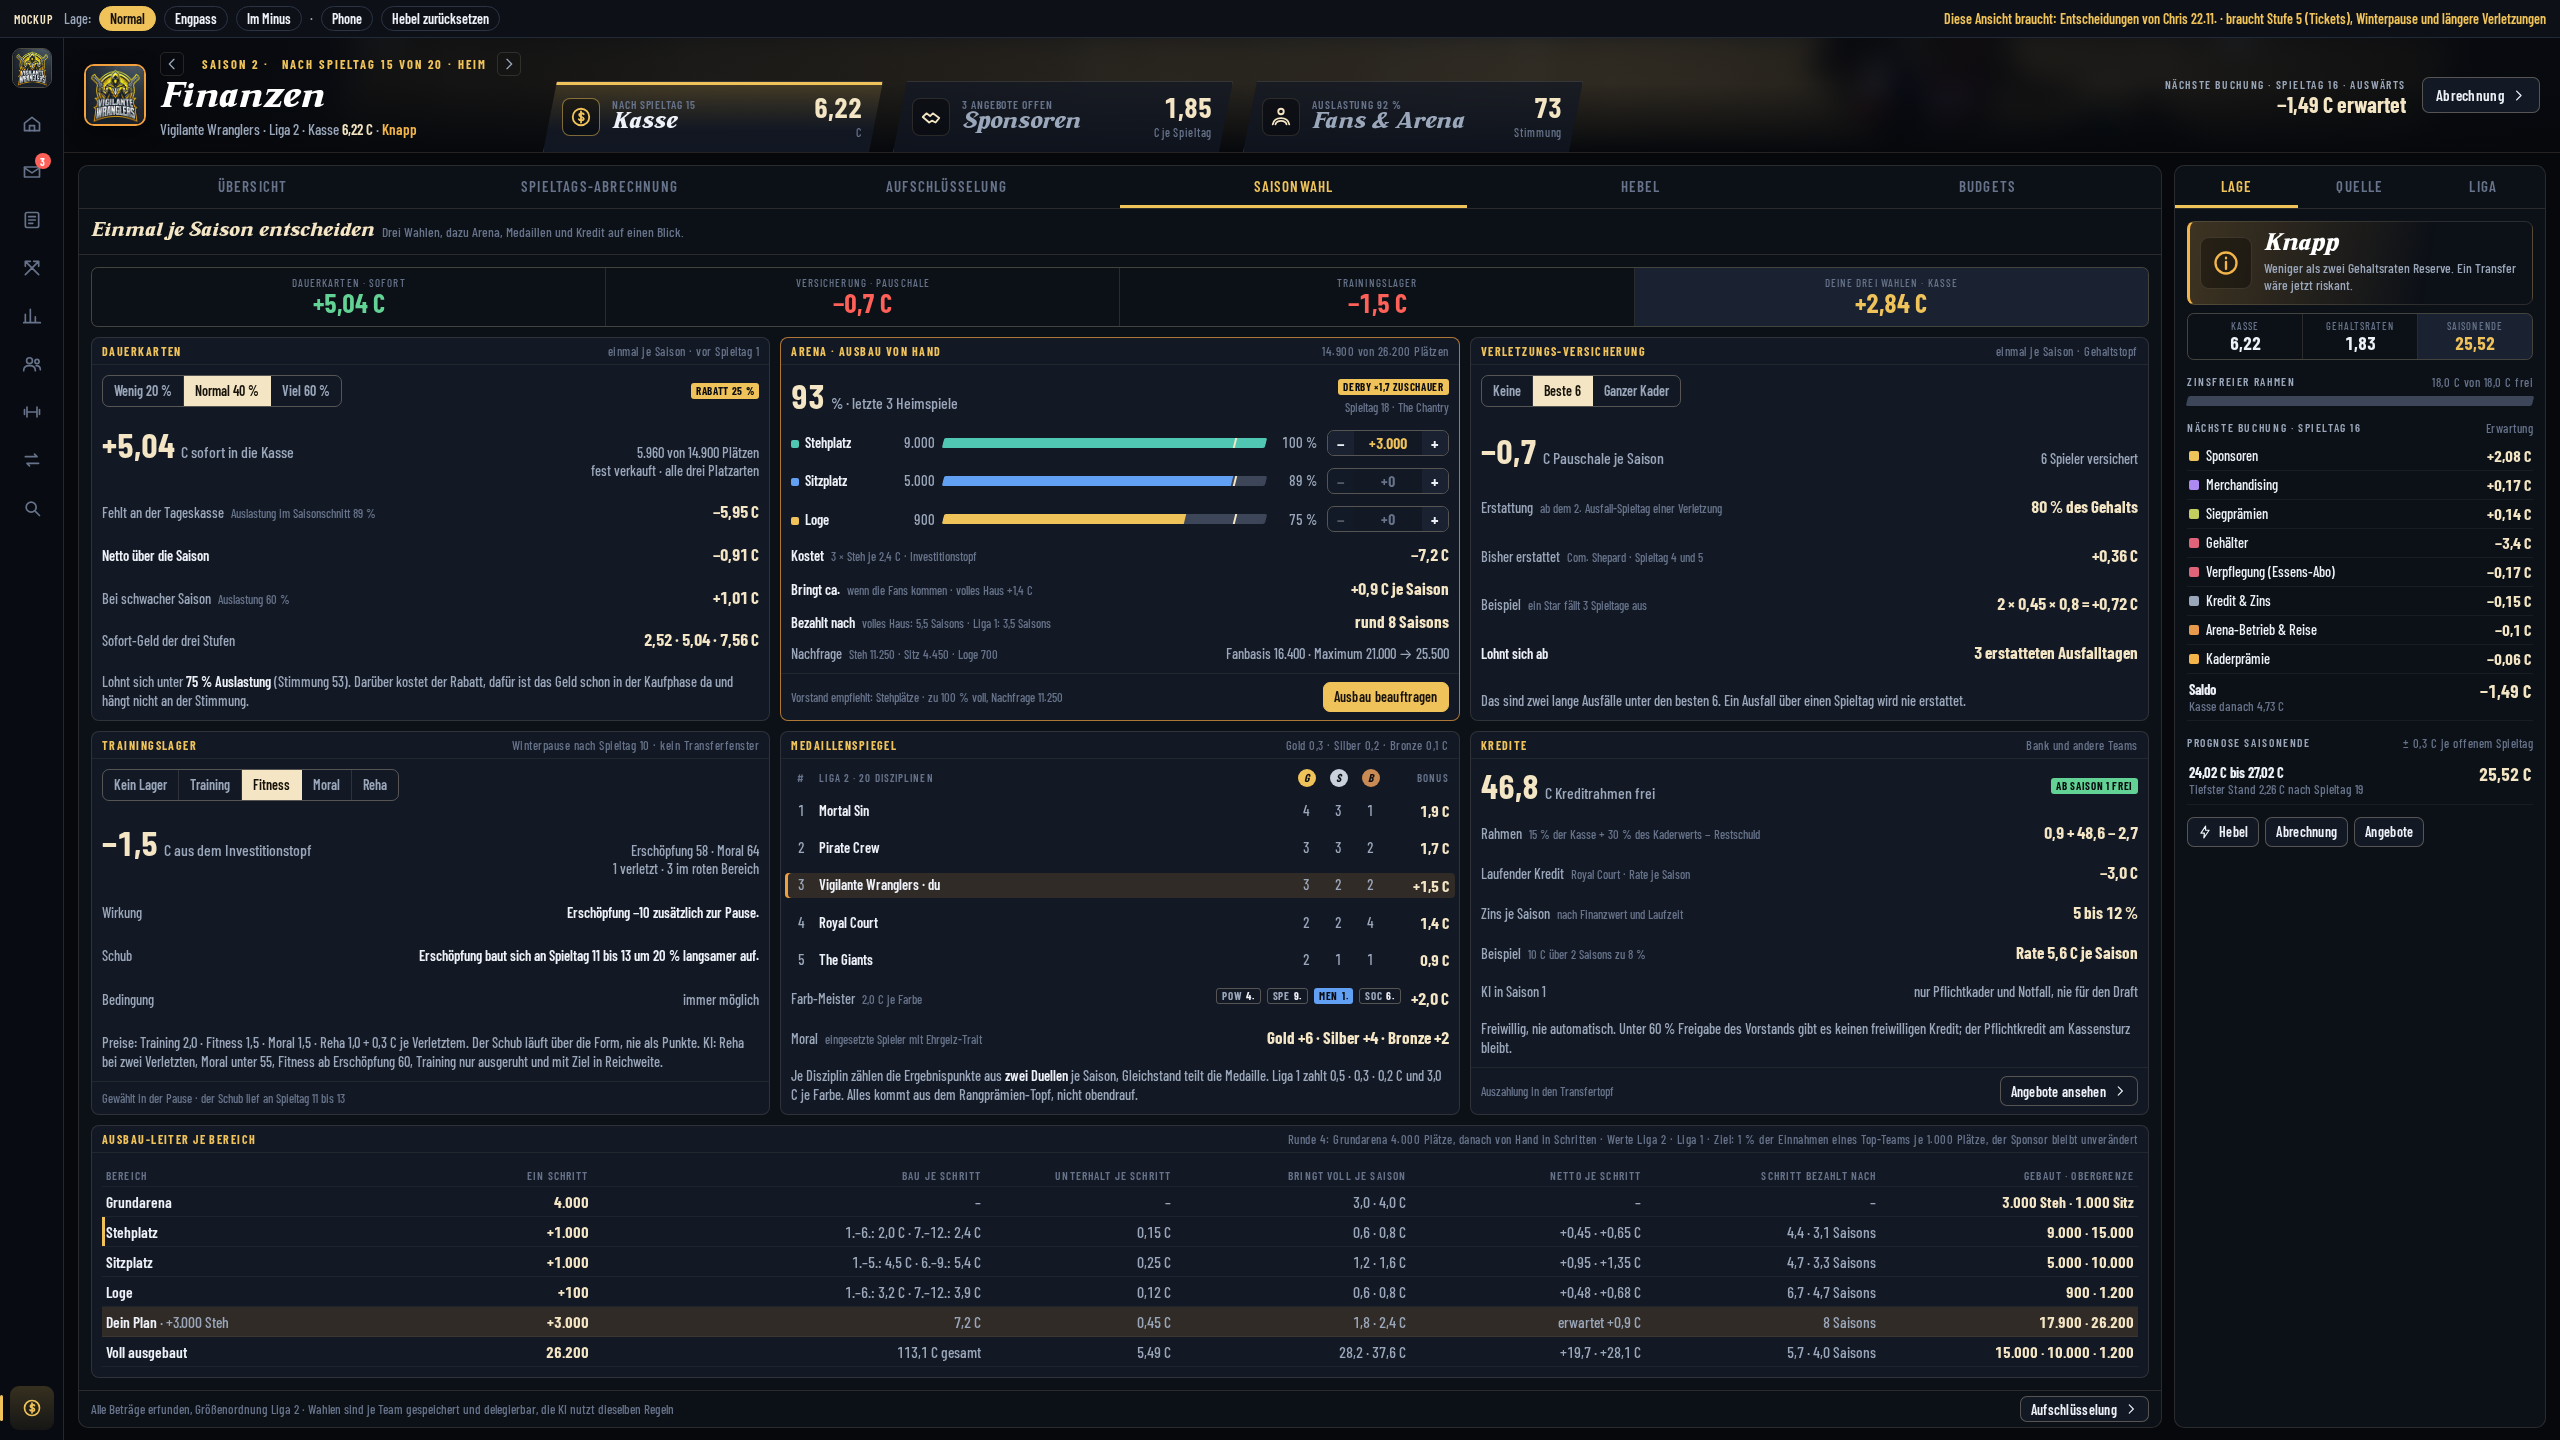 MOCKUP Lage: Normal Engpass Im Minus · Phone Hebel zurücksetzen
Diese Ansicht braucht: Entscheidungen von Chris 22.11. · braucht Stufe 5 (Tickets), Winterpause und längere Verletzungen
3
SAISON 2 · NACH SPIELTAG 15 VON 20 · HEIM
Finanzen
Vigilante Wranglers · Liga 2 · Kasse 6,22 C · Knapp
NACH SPIELTAG 15
Kasse
6,22
C
3 ANGEBOTE OFFEN
Sponsoren
1,85
C je Spieltag
AUSLASTUNG 92 %
Fans & Arena
73
Stimmung
NÄCHSTE BUCHUNG · SPIELTAG 16 · AUSWÄRTS
−1,49 C erwartet
Abrechnung
ÜBERSICHT SPIELTAGS-ABRECHNUNG AUFSCHLÜSSELUNG SAISONWAHL HEBEL BUDGETS
Einmal je Saison entscheiden Drei Wahlen, dazu Arena, Medaillen und Kredit auf einen Blick.
DAUERKARTEN · SOFORT
+5,04 C
VERSICHERUNG · PAUSCHALE
−0,7 C
TRAININGSLAGER
−1,5 C
DEINE DREI WAHLEN · KASSE
+2,84 C
DAUERKARTEN einmal je Saison · vor Spieltag 1
Wenig 20 % Normal 40 % Viel 60 % RABATT 25 %
+5,04 C sofort in die Kasse
5.960 von 14.900 Plätzen
fest verkauft · alle drei Platzarten
Fehlt an der Tageskasse Auslastung im Saisonschnitt 89 % −5,95 C
Netto über die Saison −0,91 C
Bei schwacher Saison Auslastung 60 % +1,01 C
Sofort-Geld der drei Stufen 2,52 · 5,04 · 7,56 C
Lohnt sich unter 75 % Auslastung (Stimmung 53). Darüber kostet der Rabatt, dafür ist das Geld schon in der Kaufphase da und
hängt nicht an der Stimmung.
ARENA · AUSBAU VON HAND 14.900 von 26.200 Plätzen
93 % · letzte 3 Heimspiele
DERBY ×1,7 ZUSCHAUER
Spieltag 18 · The Chantry
Stehplatz 9.000 100 % − +3.000 +
Sitzplatz 5.000 89 % − +0 +
Loge 900 75 % − +0 +
Kostet 3 × Steh je 2,4 C · Investitionstopf −7,2 C
Bringt ca. wenn die Fans kommen · volles Haus +1,4 C +0,9 C je Saison
Bezahlt nach volles Haus: 5,5 Saisons · Liga 1: 3,5 Saisons rund 8 Saisons
Nachfrage Steh 11.250 · Sitz 4.450 · Loge 700 Fanbasis 16.400 · Maximum 21.000 → 25.500
Vorstand empfiehlt: Stehplätze · zu 100 % voll, Nachfrage 11.250 Ausbau beauftragen
VERLETZUNGS-VERSICHERUNG einmal je Saison · Gehaltstopf
Keine Beste 6 Ganzer Kader
−0,7 C Pauschale je Saison 6 Spieler versichert
Erstattung ab dem 2. Ausfall-Spieltag einer Verletzung 80 % des Gehalts
Bisher erstattet Com. Shepard · Spieltag 4 und 5 +0,36 C
Beispiel ein Star fällt 3 Spieltage aus 2 × 0,45 × 0,8 = +0,72 C
Lohnt sich ab 3 erstatteten Ausfalltagen
Das sind zwei lange Ausfälle unter den besten 6. Ein Ausfall über einen Spieltag wird nie erstattet.
TRAININGSLAGER Winterpause nach Spieltag 10 · kein Transferfenster
Kein Lager Training Fitness Moral Reha
−1,5 C aus dem Investitionstopf
Erschöpfung 58 · Moral 64
1 verletzt · 3 im roten Bereich
Wirkung Erschöpfung −10 zusätzlich zur Pause.
Schub Erschöpfung baut sich an Spieltag 11 bis 13 um 20 % langsamer auf.
Bedingung immer möglich
Preise: Training 2,0 · Fitness 1,5 · Moral 1,5 · Reha 1,0 + 0,3 C je Verletztem. Der Schub läuft über die Form, nie als Punkte. KI: Reha
bei zwei Verletzten, Moral unter 55, Fitness ab Erschöpfung 60, Training nur ausgeruht und mit Ziel in Reichweite.
Gewählt in der Pause · der Schub lief an Spieltag 11 bis 13
MEDAILLENSPIEGEL Gold 0,3 · Silber 0,2 · Bronze 0,1 C
# LIGA 2 · 20 DISZIPLINEN G S B BONUS
1 Mortal Sin 4 3 1 1,9 C
2 Pirate Crew 3 3 2 1,7 C
3 Vigilante Wranglers · du 3 2 2 +1,5 C
4 Royal Court 2 2 4 1,4 C
5 The Giants 2 1 1 0,9 C
Farb-Meister 2,0 C je Farbe POW 4. SPE 9. MEN 1. SOC 6. +2,0 C
Moral eingesetzte Spieler mit Ehrgeiz-Trait Gold +6 · Silber +4 · Bronze +2
Je Disziplin zählen die Ergebnispunkte aus zwei Duellen je Saison, Gleichstand teilt die Medaille. Liga 1 zahlt 0,5 · 0,3 · 0,2 C und 3,0
C je Farbe. Alles kommt aus dem Rangprämien-Topf, nicht obendrauf.
KREDITE Bank und andere Teams
46,8 C Kreditrahmen frei AB SAISON 1 FREI
Rahmen 15 % der Kasse + 30 % des Kaderwerts − Restschuld 0,9 + 48,6 − 2,7
Laufender Kredit Royal Court · Rate je Saison −3,0 C
Zins je Saison nach Finanzwert und Laufzeit 5 bis 12 %
Beispiel 10 C über 2 Saisons zu 8 % Rate 5,6 C je Saison
KI in Saison 1 nur Pflichtkader und Notfall, nie für den Draft
Freiwillig, nie automatisch. Unter 60 % Freigabe des Vorstands gibt es keinen freiwilligen Kredit; der Pflichtkredit am Kassensturz
bleibt.
Auszahlung in den Transfertopf Angebote ansehen
AUSBAU-LEITER JE BEREICH Runde 4: Grundarena 4.000 Plätze, danach von Hand in Schritten · Werte Liga 2 · Liga 1 · Ziel: 1 % der Einnahmen eines Top-Teams je 1.000 Plätze, der Sponsor bleibt unverändert
BEREICH EIN SCHRITT BAU JE SCHRITT UNTERHALT JE SCHRITT BRINGT VOLL JE SAISON NETTO JE SCHRITT SCHRITT BEZAHLT NACH GEBAUT · OBERGRENZE
Grundarena 4.000 – – 3,0 · 4,0 C – – 3.000 Steh · 1.000 Sitz
Stehplatz +1.000 1.–6.: 2,0 C · 7.–12.: 2,4 C 0,15 C 0,6 · 0,8 C +0,45 · +0,65 C 4,4 · 3,1 Saisons 9.000 · 15.000
Sitzplatz +1.000 1.–5.: 4,5 C · 6.–9.: 5,4 C 0,25 C 1,2 · 1,6 C +0,95 · +1,35 C 4,7 · 3,3 Saisons 5.000 · 10.000
Loge +100 1.–6.: 3,2 C · 7.–12.: 3,9 C 0,12 C 0,6 · 0,8 C +0,48 · +0,68 C 6,7 · 4,7 Saisons 900 · 1.200
Dein Plan · +3.000 Steh +3.000 7,2 C 0,45 C 1,8 · 2,4 C erwartet +0,9 C 8 Saisons 17.900 · 26.200
Voll ausgebaut 26.200 113,1 C gesamt 5,49 C 28,2 · 37,6 C +19,7 · +28,1 C 5,7 · 4,0 Saisons 15.000 · 10.000 · 1.200
Alle Beträge erfunden, Größenordnung Liga 2 · Wahlen sind je Team gespeichert und delegierbar, die KI nutzt dieselben Regeln Aufschlüsselung
LAGE QUELLE LIGA
Knapp
Weniger als zwei Gehaltsraten Reserve. Ein Transfer
wäre jetzt riskant.
KASSE
6,22
GEHALTSRATEN
1,83
SAISONENDE
25,52
ZINSFREIER RAHMEN 18,0 C von 18,0 C frei
NÄCHSTE BUCHUNG · SPIELTAG 16 Erwartung
Sponsoren +2,08 C
Merchandising +0,17 C
Siegprämien +0,14 C
Gehälter −3,4 C
Verpflegung (Essens-Abo) −0,17 C
Kredit & Zins −0,15 C
Arena-Betrieb & Reise −0,1 C
Kaderprämie −0,06 C
Saldo −1,49 C
Kasse danach 4,73 C
PROGNOSE SAISONENDE ± 0,3 C je offenem Spieltag
24,02 C bis 27,02 C 25,52 C
Tiefster Stand 2,26 C nach Spieltag 19
Hebel Abrechnung Angebote
VIGILANTE
WRANGLERS